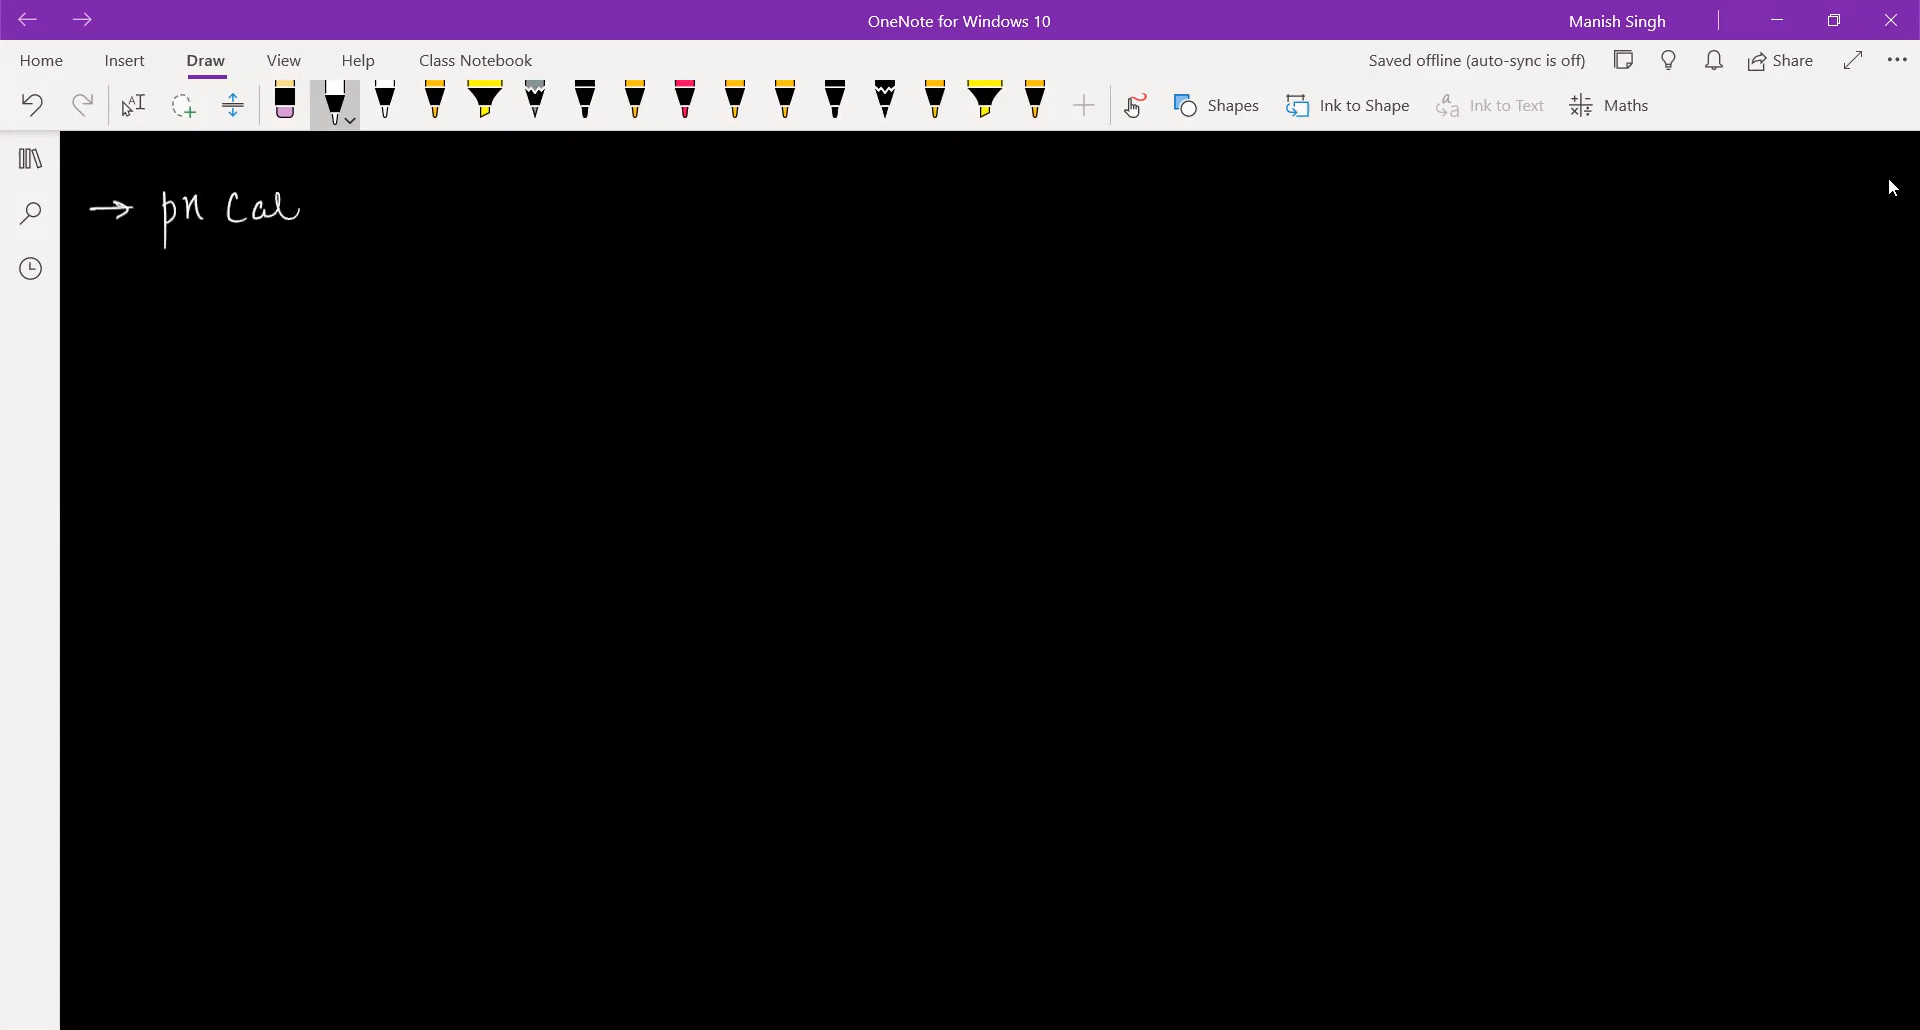 OneNote for Windows 10 Manish Singh
Home Insert Draw View Help Class Notebook Saved offline (auto-sync is off) Share
Shapes Ink to Shape Ink to Text Maths
→ pn Cal